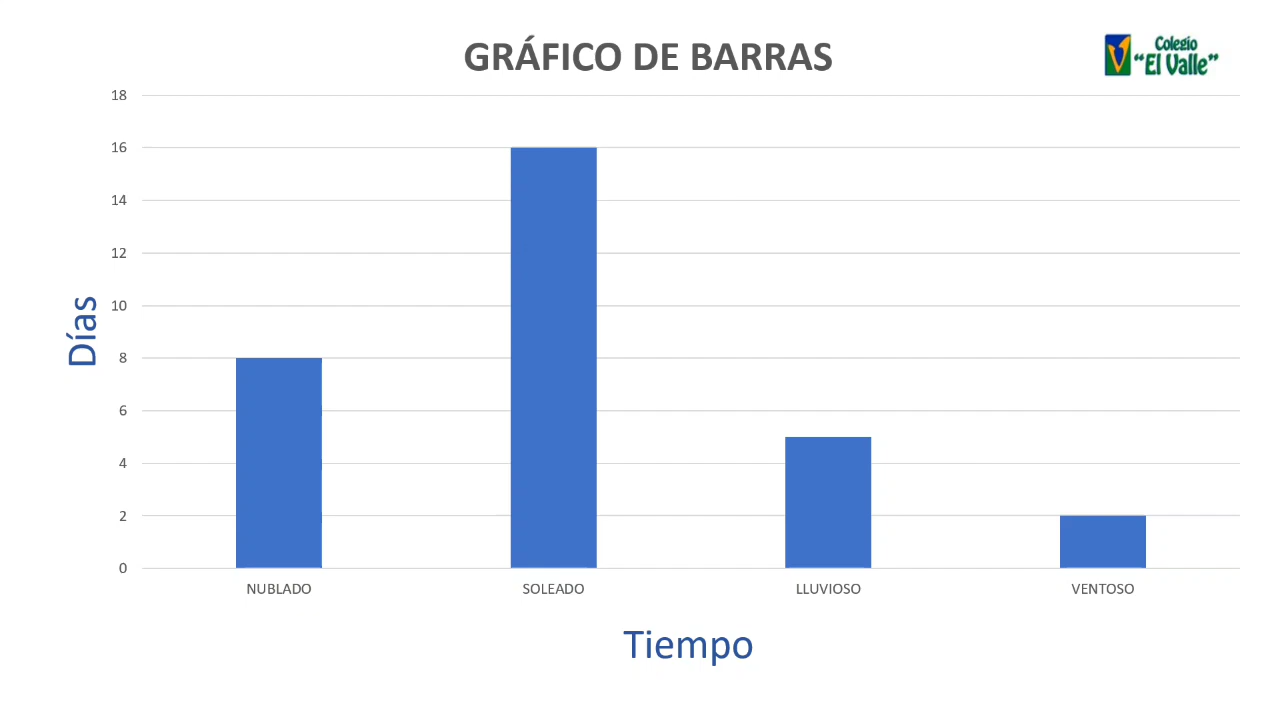 GRÁFICO DE BARRAS
Colegio
“El Valle”
18
16
14
12
10
8
6
4
2
0
Días
NUBLADO
SOLEADO
LLUVIOSO
VENTOSO
Tiempo